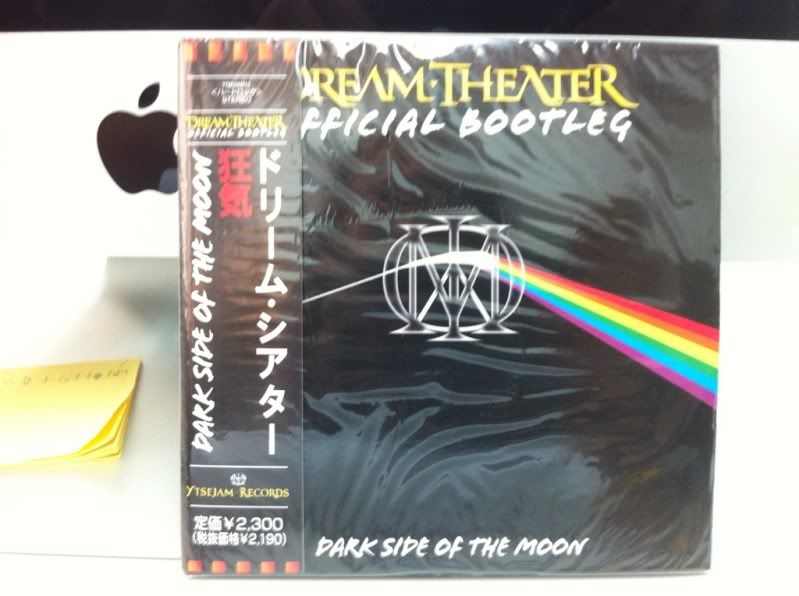 DREAM THEATER
OFFICIAL BOOTLEG
狂気
ドリーム・シアター
DARK SIDE OF THE MOON
YTSEJAM RECORDS
定価¥2,300
(税抜価格¥2,190)
DREAM THEATER
OFFICIAL BOOTLEG
DARK SIDE OF THE MOON